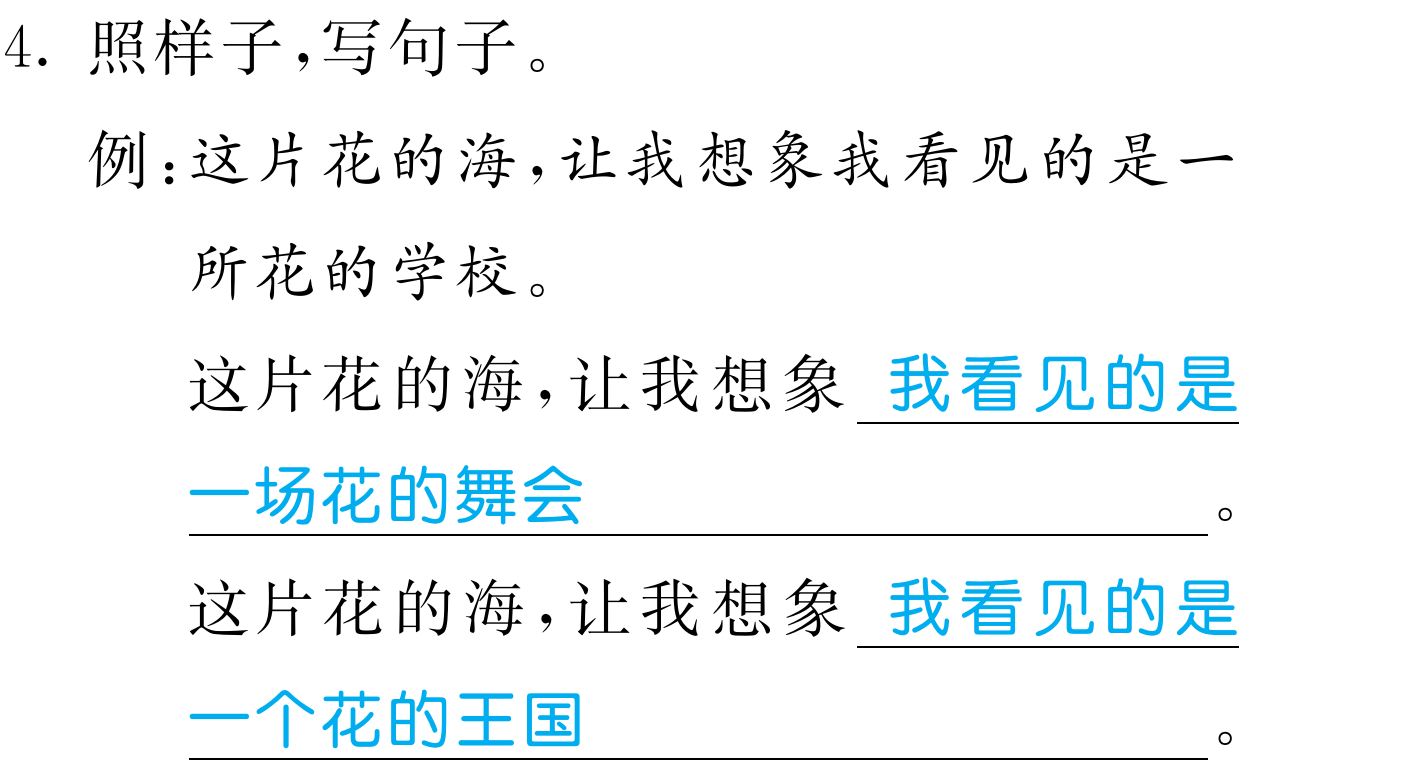 4. 照样子,写句子。
例:这片花的海,让我想象我看见的是一
所花的学校。
这片花的海,让我想象 我看见的是
一场花的舞会。
这片花的海,让我想象 我看见的是
一个花的王国。